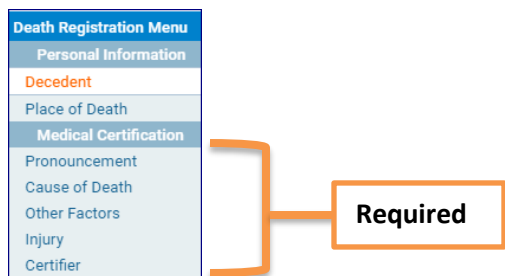 Death Registration Menu
Personal Information
Decedent
Place of Death
Medical Certification
Pronouncement
Cause of Death
Other Factors
Injury
Certifier
Required